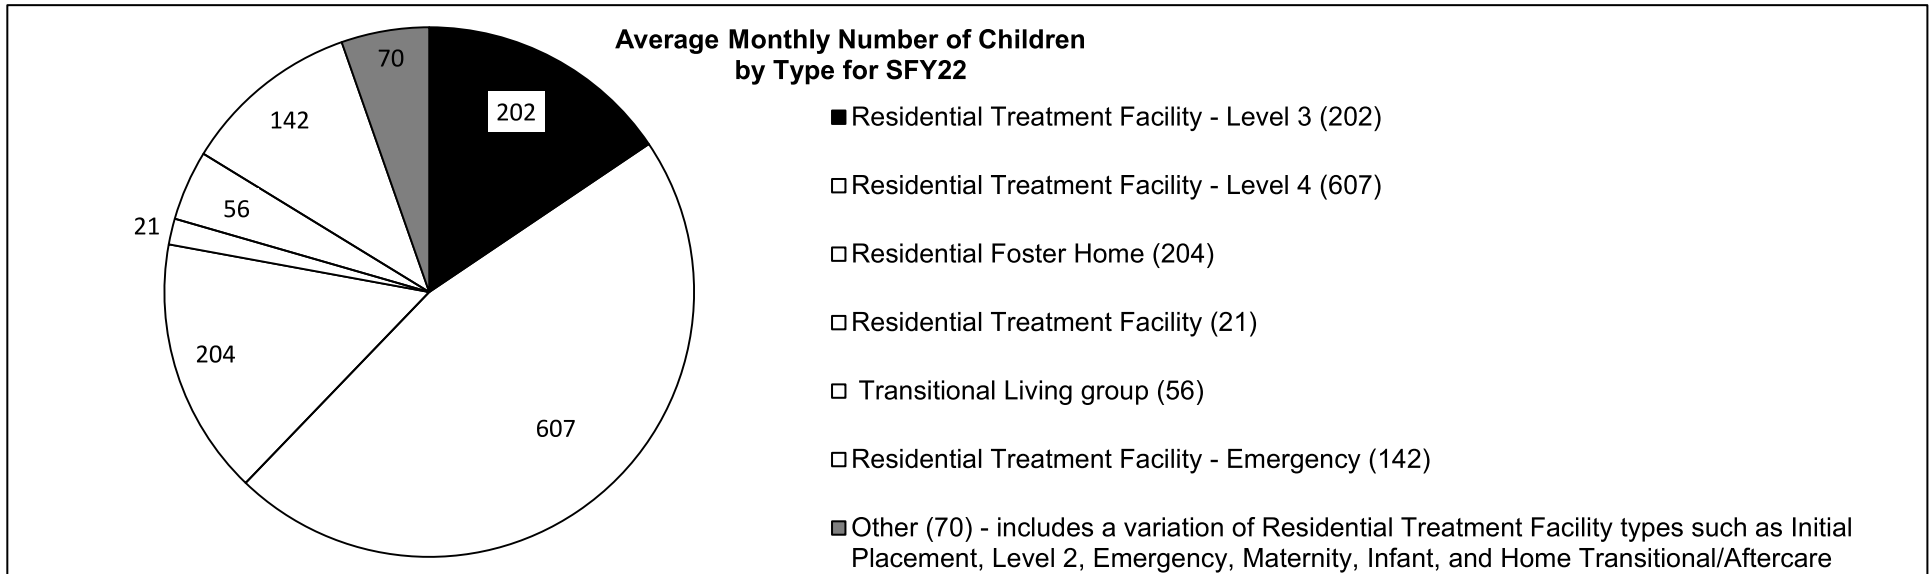 Average Monthly Number of Children
by Type for SFY22
70
202
142
56
21
204
607
Residential Treatment Facility - Level 3 (202)
Residential Treatment Facility - Level 4 (607)
Residential Foster Home (204)
Residential Treatment Facility (21)
Transitional Living group (56)
Residential Treatment Facility - Emergency (142)
Other (70) - includes a variation of Residential Treatment Facility types such as Initial
Placement, Level 2, Emergency, Maternity, Infant, and Home Transitional/Aftercare